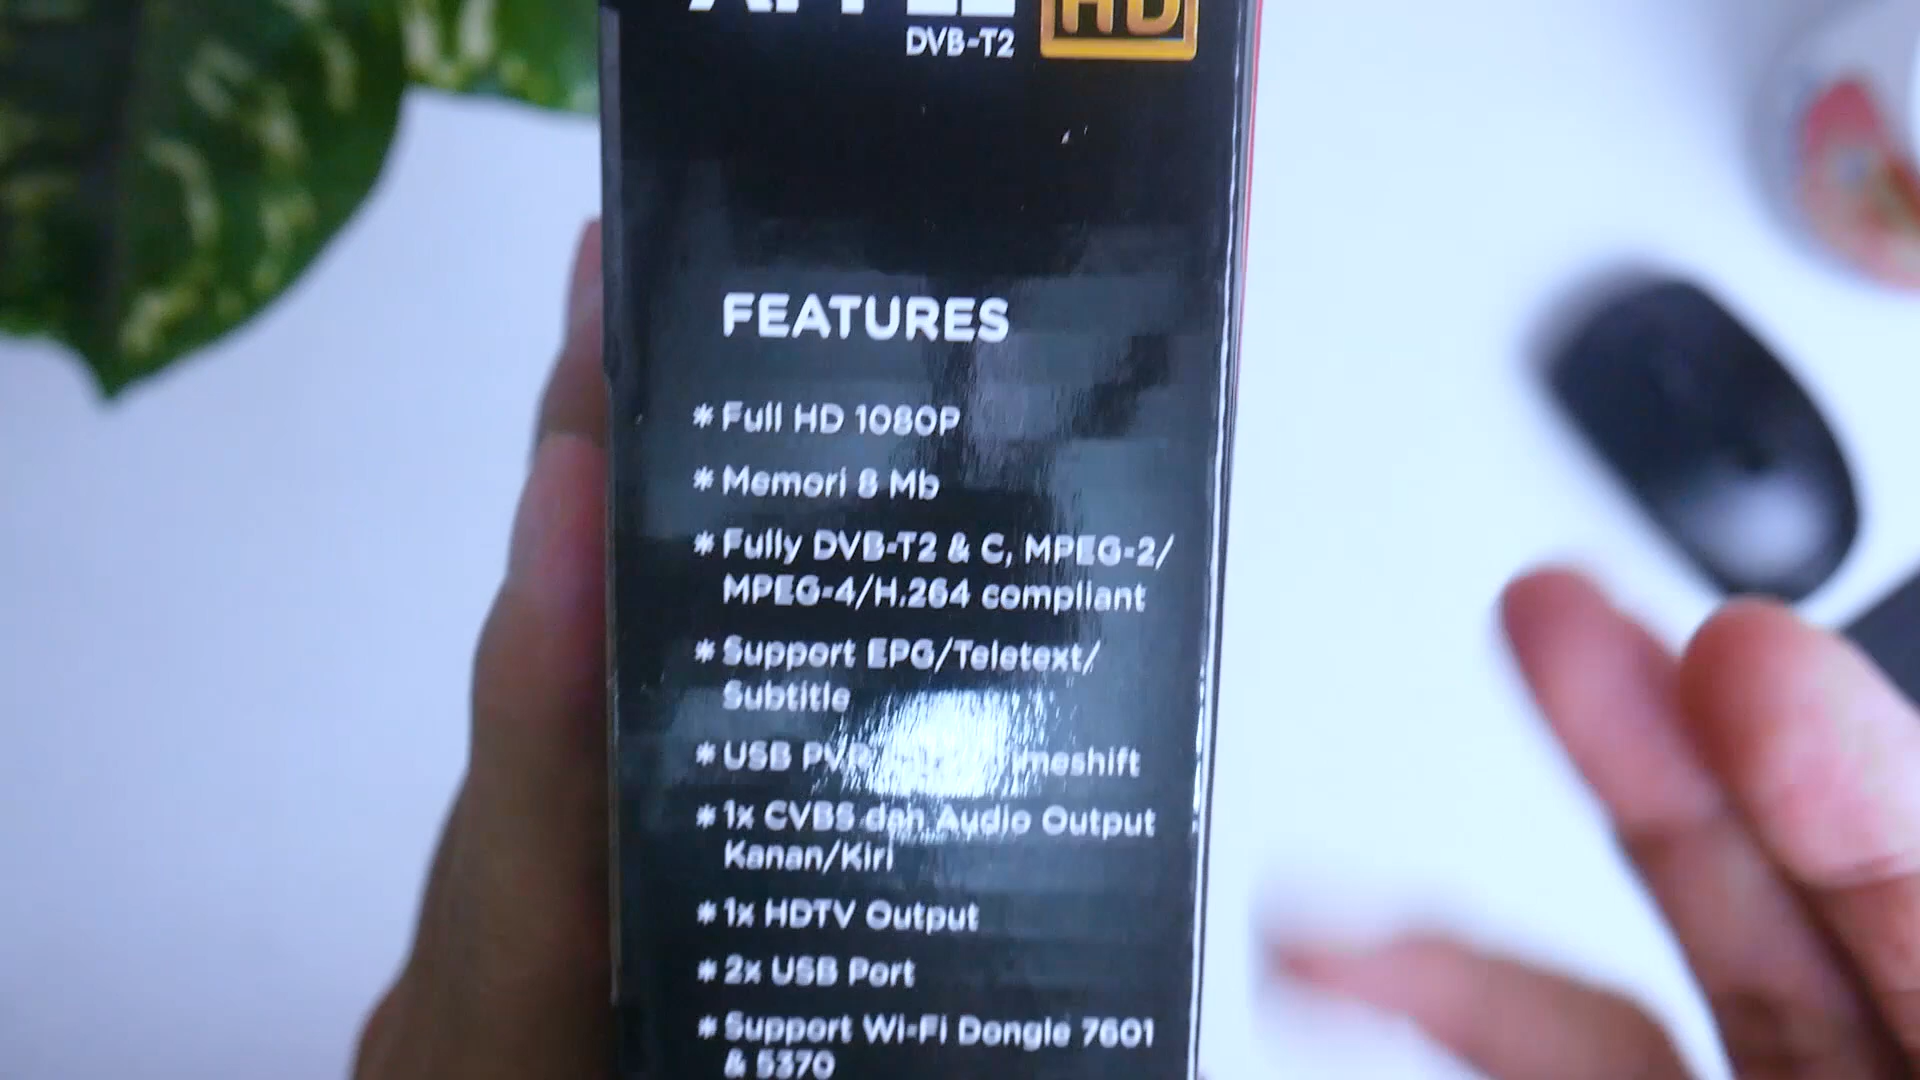 HD
DVB-T2
FEATURES
* Full HD 1080P
* Memori 8 Mb
* Fully DVB-T2 & C, MPEG-2/
MPEG-4/H.264 compliant
* Support EPG/Teletext/
Subtitle
* USB
* 1x CVBS dan Audio Output
Kanan/Kiri
* 1x HDTV Output
* 2x USB Port
* Support Wi-Fi Dongle 7601
& 5370